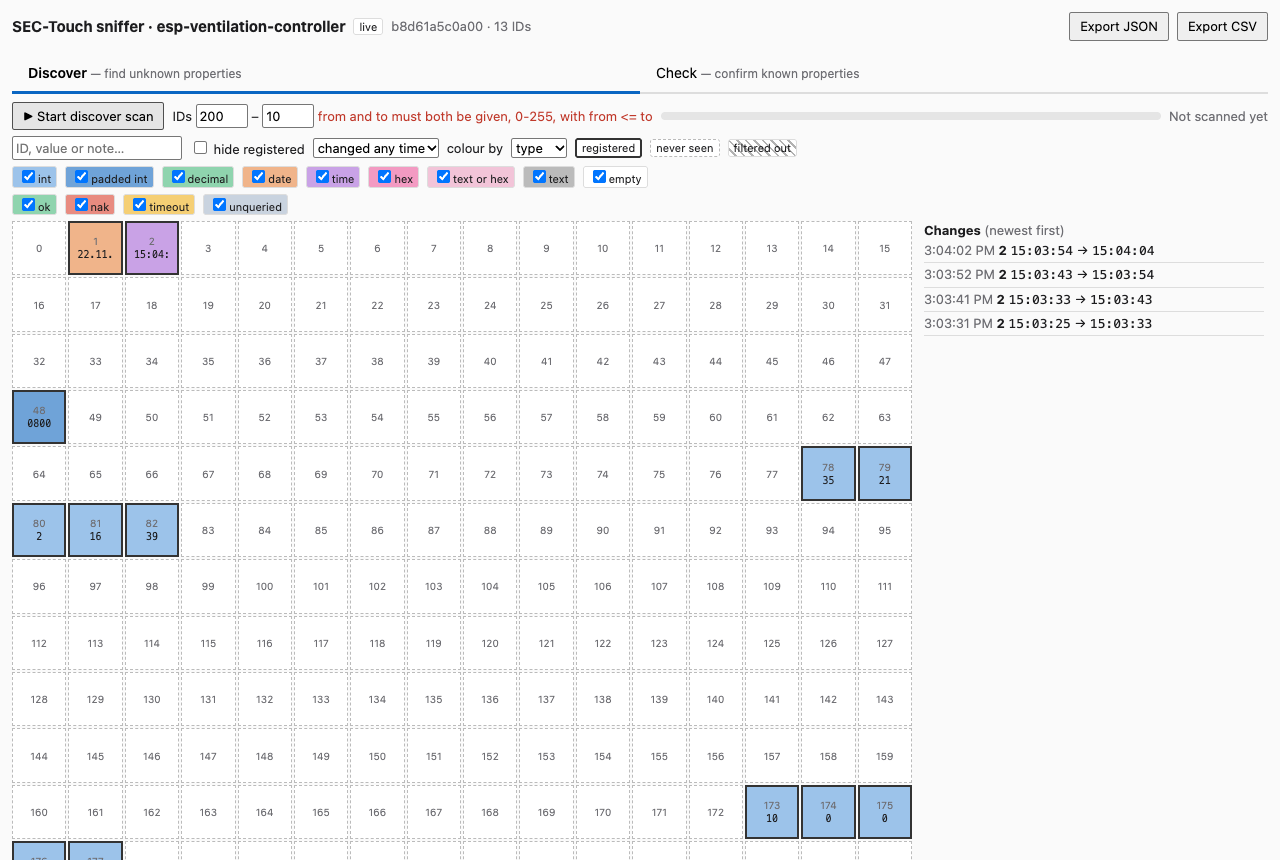 SEC-Touch sniffer · esp-ventilation-controller live b8d61a5c0a00 · 13 IDs Export JSON Export CSV
Discover — find unknown properties Check — confirm known properties
▶ Start discover scan IDs 200 – 10 from and to must both be given, 0-255, with from <= to Not scanned yet
ID, value or note... hide registered changed any time colour by type registered never seen filtered out
int padded int decimal date time hex text or hex text empty
ok nak timeout unqueried
0 1 2 3 4 5 6 7 8 9 10 11 12 13 14 15
22.11. 15:04:
16 17 18 19 20 21 22 23 24 25 26 27 28 29 30 31
32 33 34 35 36 37 38 39 40 41 42 43 44 45 46 47
48 49 50 51 52 53 54 55 56 57 58 59 60 61 62 63
0800
64 65 66 67 68 69 70 71 72 73 74 75 76 77 78 79
35 21
80 81 82 83 84 85 86 87 88 89 90 91 92 93 94 95
2 16 39
96 97 98 99 100 101 102 103 104 105 106 107 108 109 110 111
112 113 114 115 116 117 118 119 120 121 122 123 124 125 126 127
128 129 130 131 132 133 134 135 136 137 138 139 140 141 142 143
144 145 146 147 148 149 150 151 152 153 154 155 156 157 158 159
160 161 162 163 164 165 166 167 168 169 170 171 172 173 174 175
10 0 0
Changes (newest first)
3:04:02 PM 2 15:03:54 → 15:04:04
3:03:52 PM 2 15:03:43 → 15:03:54
3:03:41 PM 2 15:03:33 → 15:03:43
3:03:31 PM 2 15:03:25 → 15:03:33